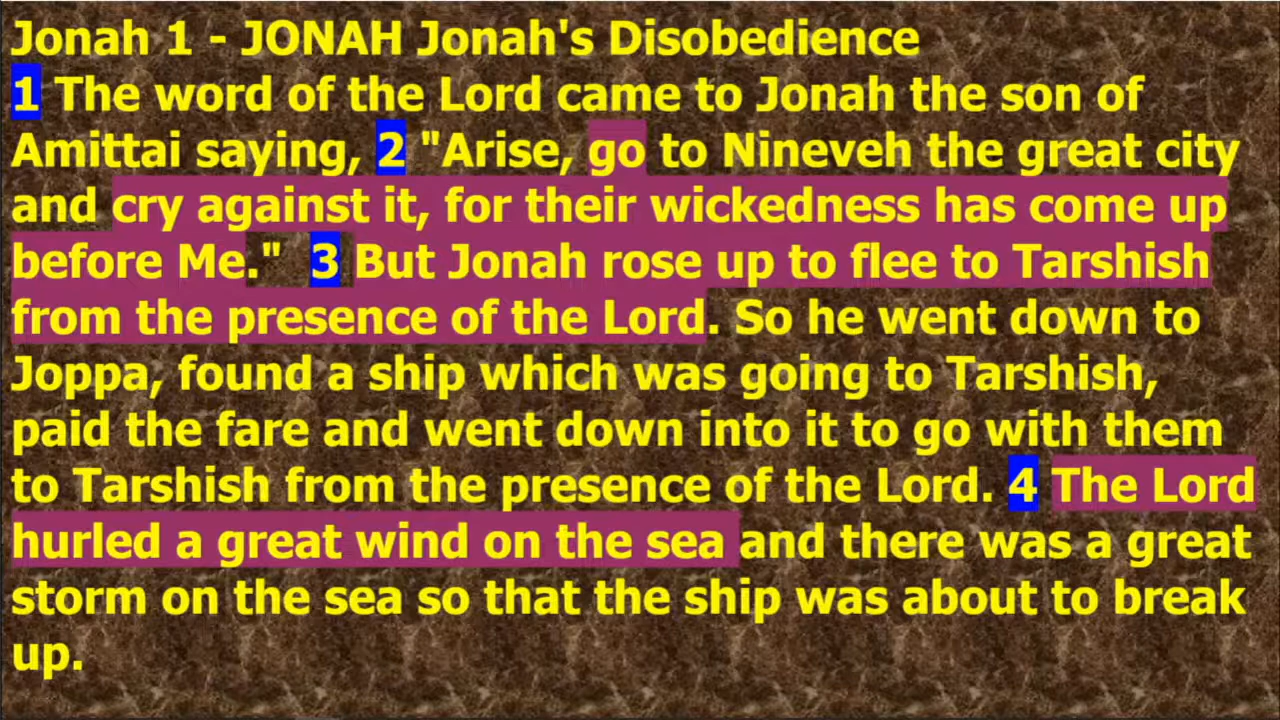 Jonah 1 - JONAH Jonah's Disobedience
1 The word of the Lord came to Jonah the son of
Amittai saying, 2 "Arise, go to Nineveh the great city
and cry against it, for their wickedness has come up
before Me." 3 But Jonah rose up to flee to Tarshish
from the presence of the Lord. So he went down to
Joppa, found a ship which was going to Tarshish,
paid the fare and went down into it to go with them
to Tarshish from the presence of the Lord. 4 The Lord
hurled a great wind on the sea and there was a great
storm on the sea so that the ship was about to break
up.